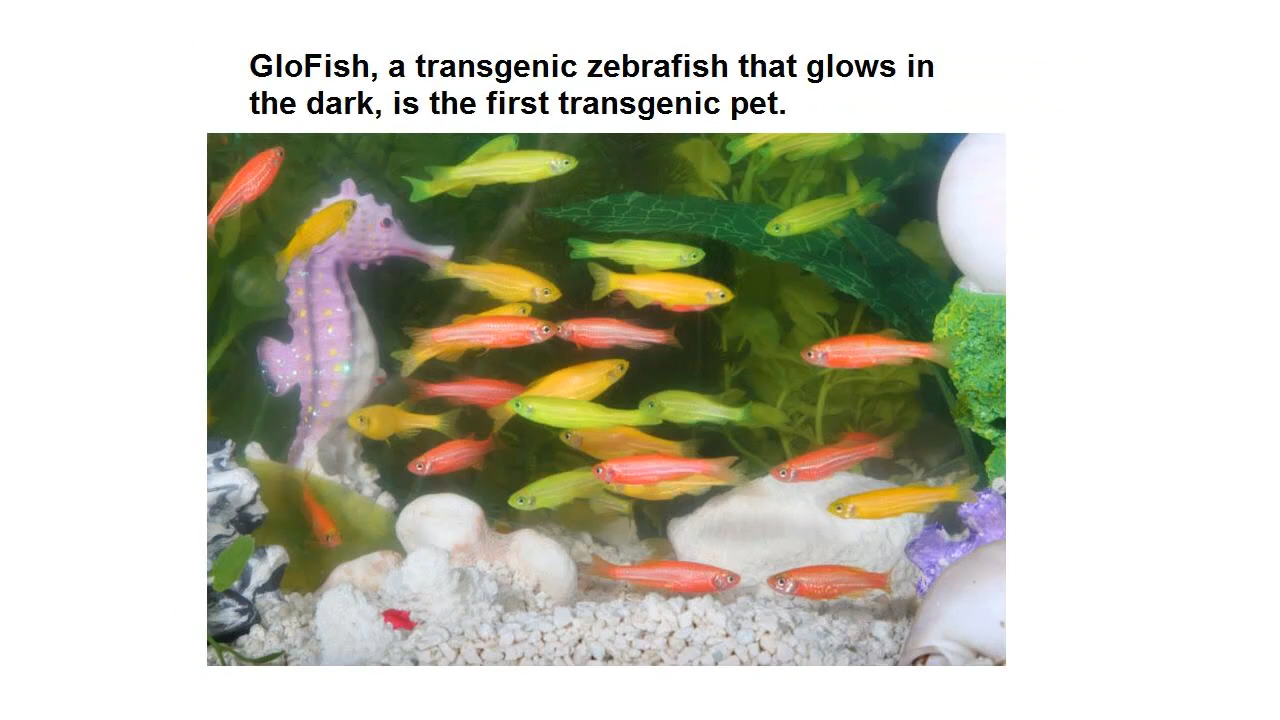 GloFish, a transgenic zebrafish that glows in
the dark, is the first transgenic pet.